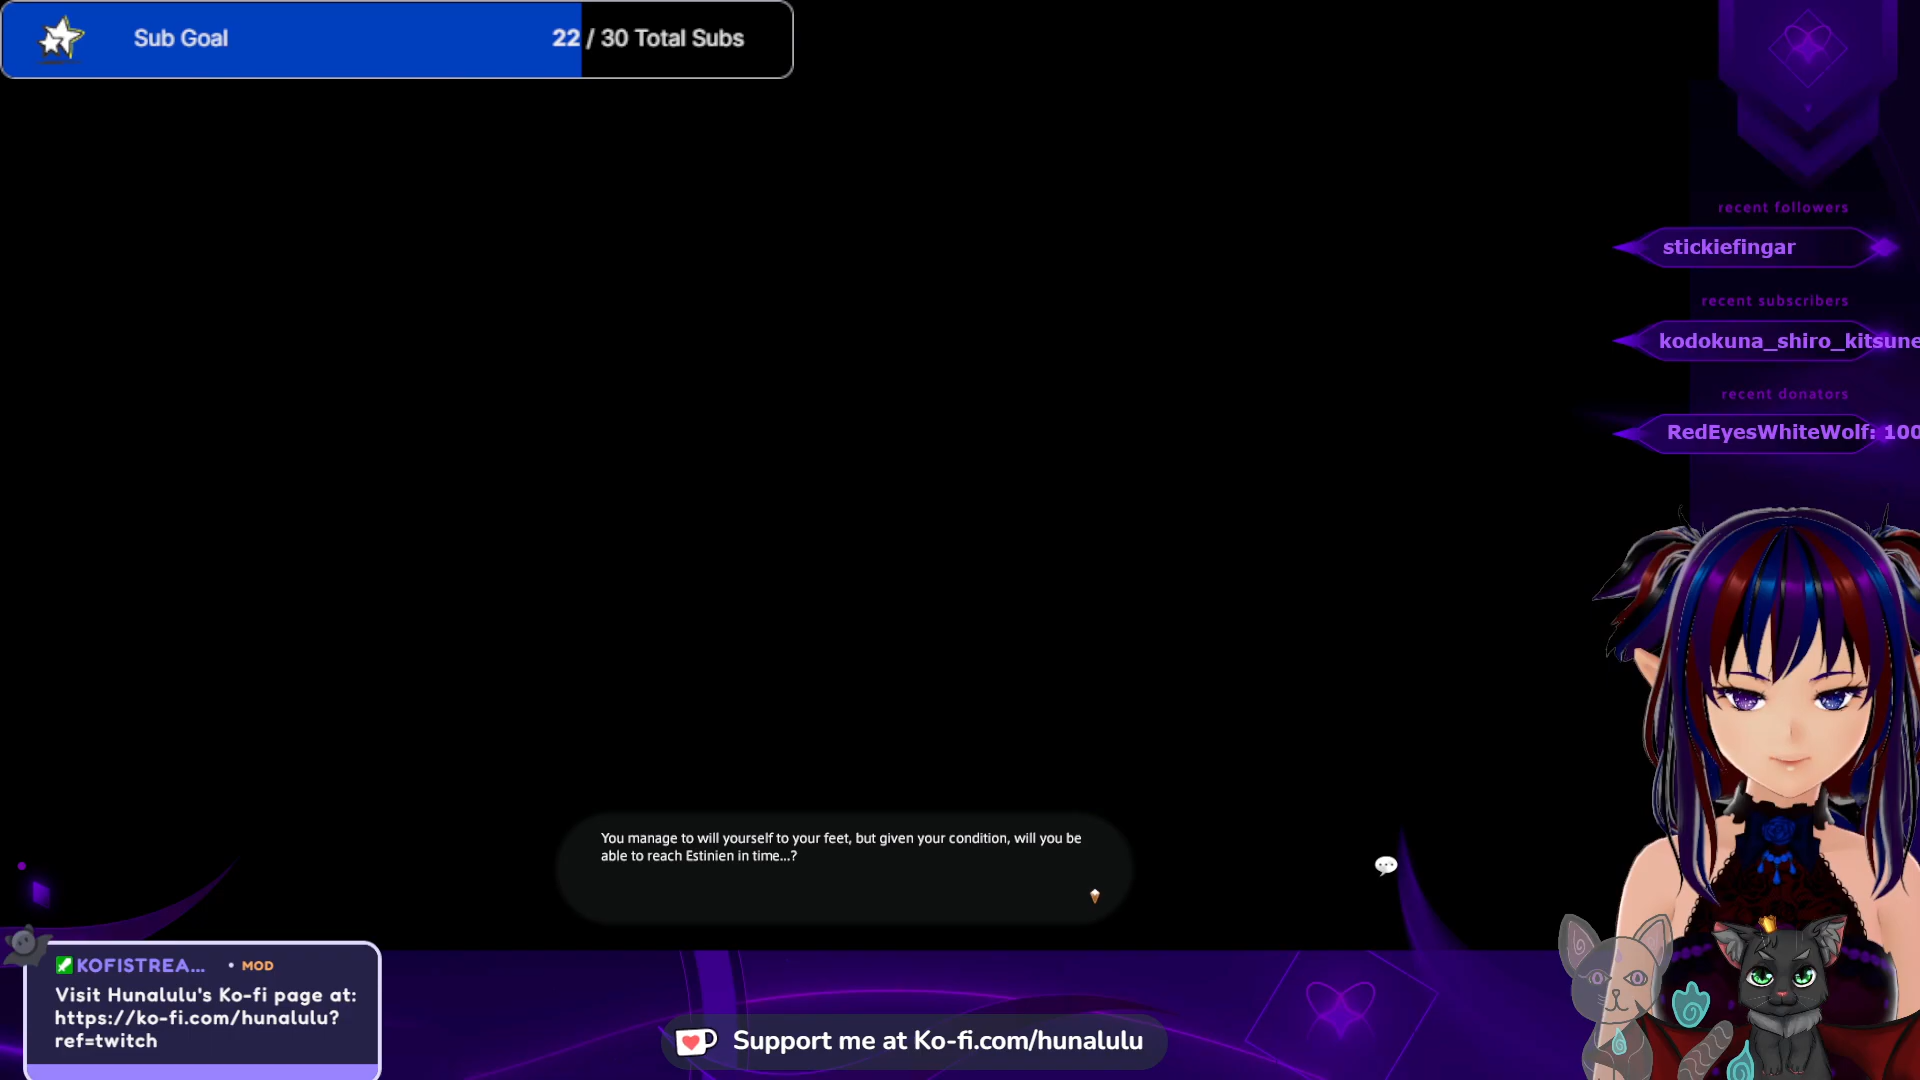 Sub Goal
22 / 30 Total Subs
recent followers
stickiefingar
recent subscribers
kodokuna_shiro_kitsune
recent donators
RedEyesWhiteWolf: 100
You manage to will yourself to your feet, but given your condition, will you be
able to reach Estinien in time...?
KOFISTREA... • MOD
Visit Hunalulu's Ko-fi page at:
https://ko-fi.com/hunalulu?
ref=twitch
Support me at Ko-fi.com/hunalulu